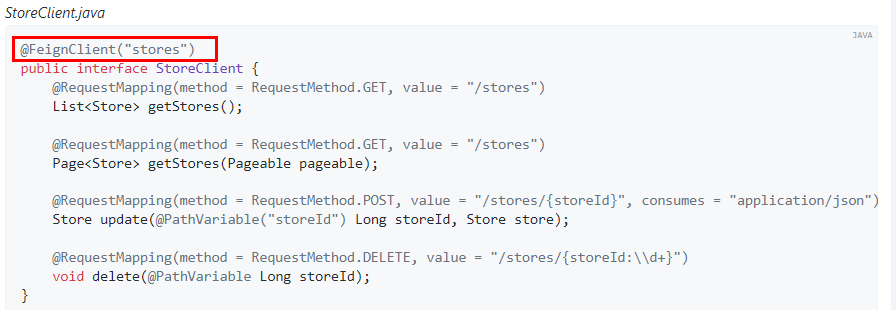 StoreClient.java
JAVA
@FeignClient("stores")
public interface StoreClient {
    @RequestMapping(method = RequestMethod.GET, value = "/stores")
    List<Store> getStores();

    @RequestMapping(method = RequestMethod.GET, value = "/stores")
    Page<Store> getStores(Pageable pageable);

    @RequestMapping(method = RequestMethod.POST, value = "/stores/{storeId}", consumes = "application/json")
    Store update(@PathVariable("storeId") Long storeId, Store store);

    @RequestMapping(method = RequestMethod.DELETE, value = "/stores/{storeId:\\d+}")
    void delete(@PathVariable Long storeId);
}